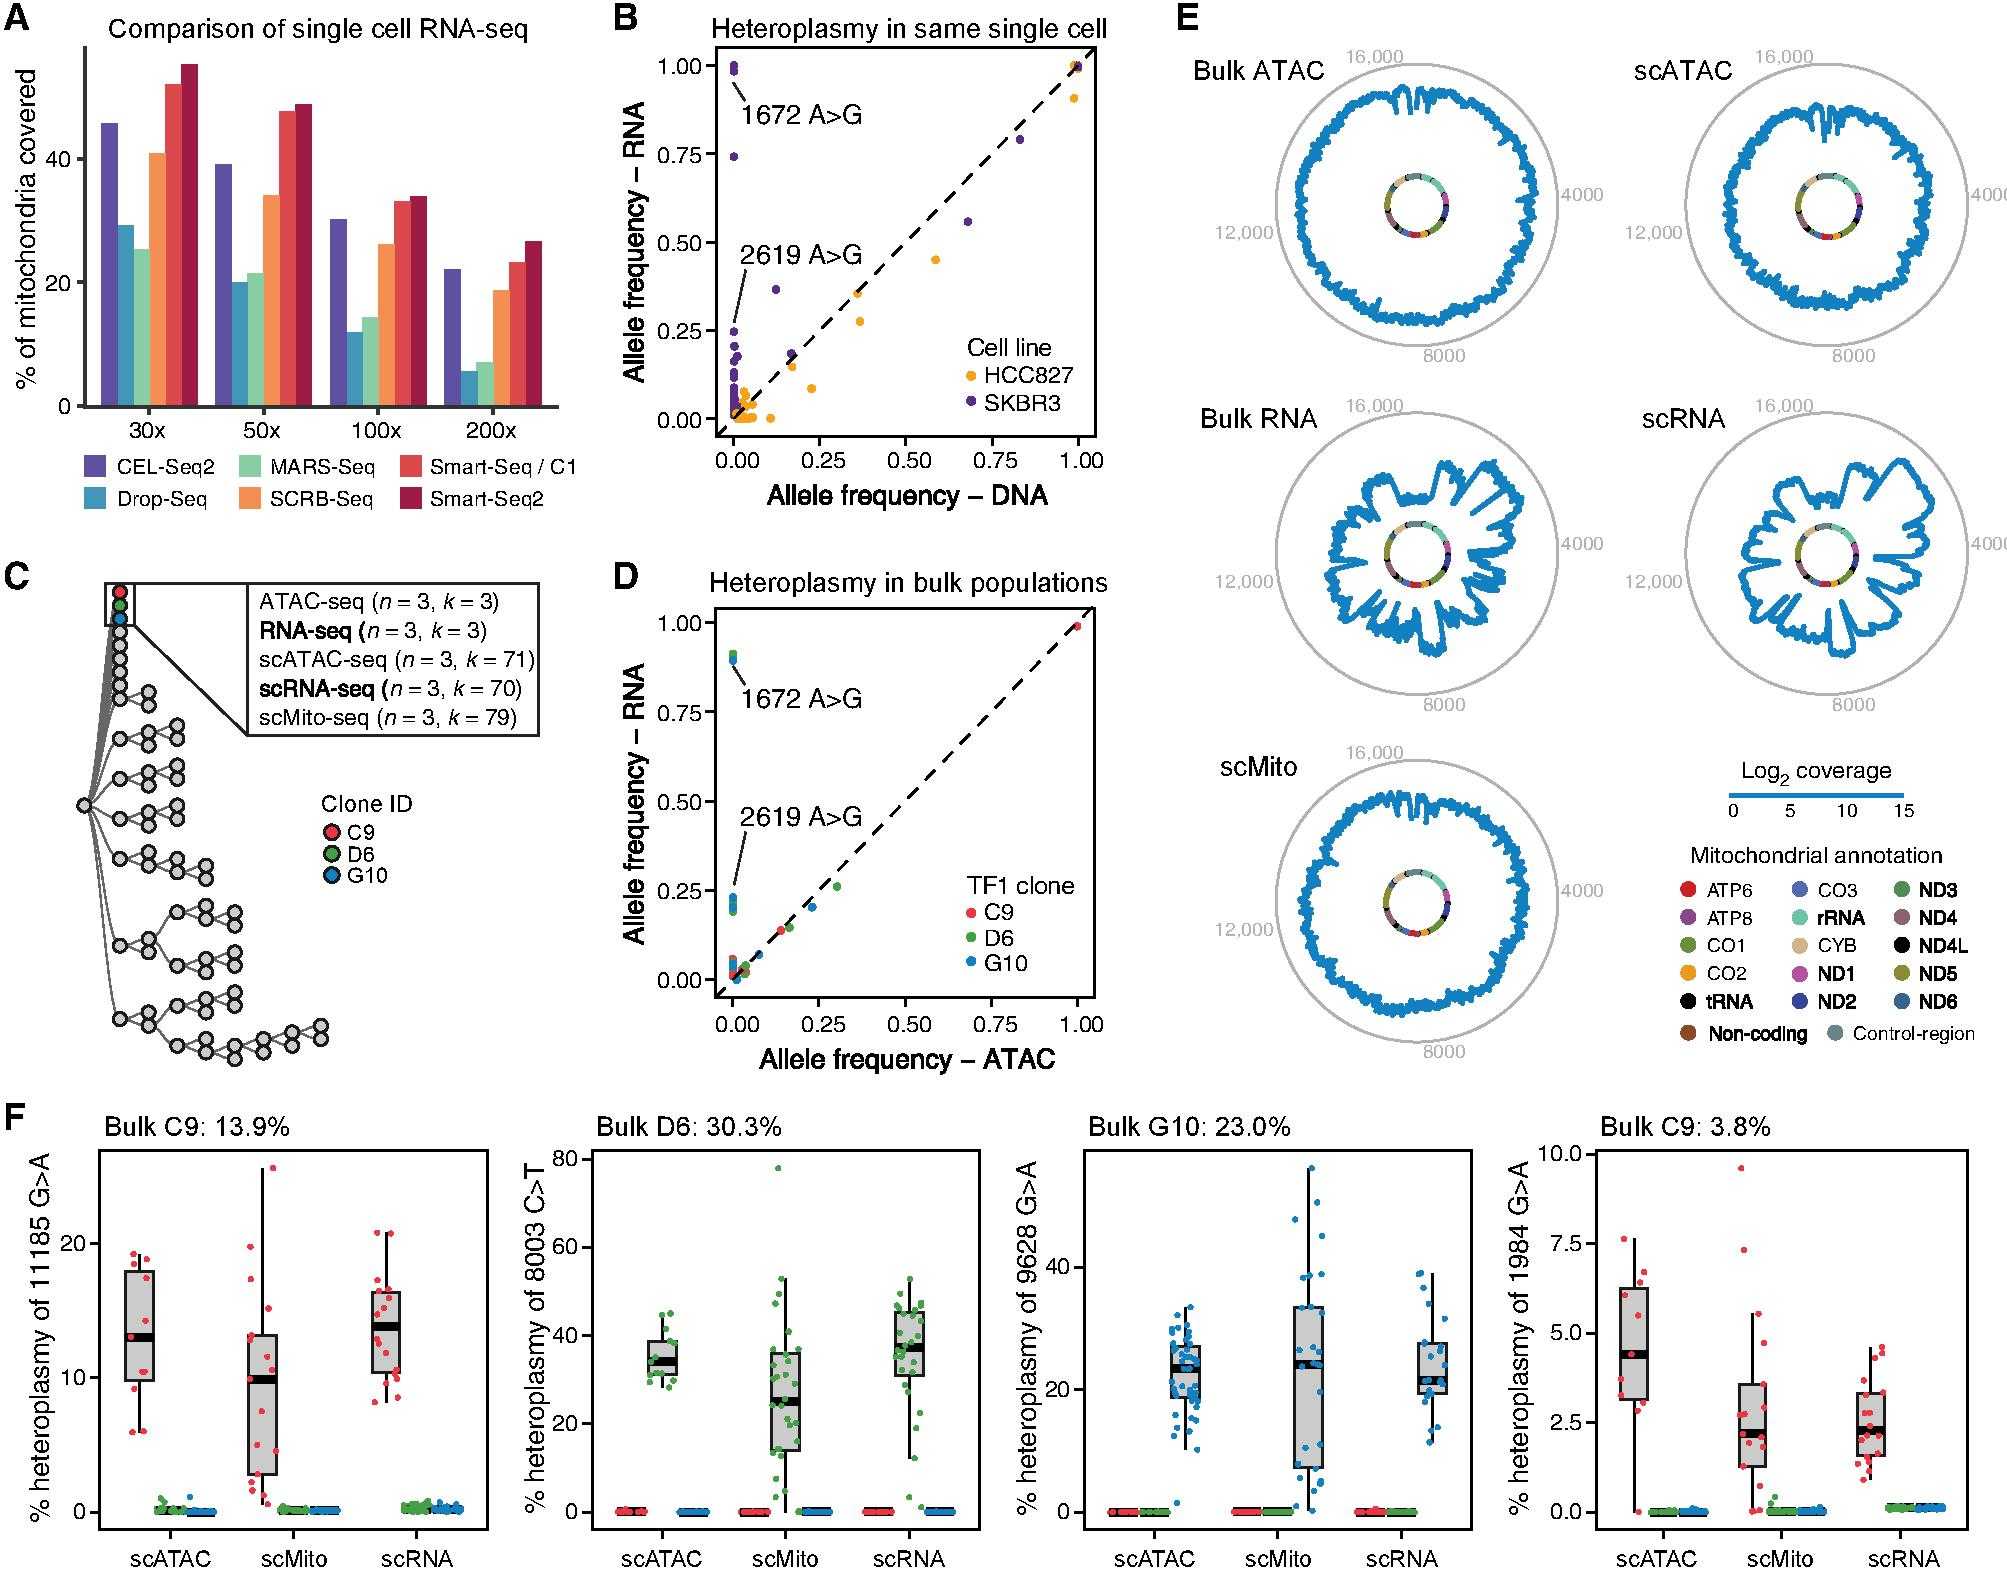 A
Comparison of single cell RNA-seq
% of mitochondria covered
40
20
0
30x 50x 100x 200x
CEL-Seq2 MARS-Seq Smart-Seq / C1
Drop-Seq SCRB-Seq Smart-Seq2
B
Heteroplasmy in same single cell
Allele frequency – RNA
1.00
0.75
0.50
0.25
0.00
1672 A>G
2619 A>G
Cell line
HCC827
SKBR3
0.00 0.25 0.50 0.75 1.00
Allele frequency – DNA
C
ATAC-seq (n = 3, k = 3)
RNA-seq (n = 3, k = 3)
scATAC-seq (n = 3, k = 71)
scRNA-seq (n = 3, k = 70)
scMito-seq (n = 3, k = 79)
Clone ID
C9
D6
G10
D
Heteroplasmy in bulk populations
Allele frequency – RNA
1.00
0.75
0.50
0.25
0.00
1672 A>G
2619 A>G
TF1 clone
C9
D6
G10
0.00 0.25 0.50 0.75 1.00
Allele frequency – ATAC
E
Bulk ATAC
16,000
4000
8000
12,000
scATAC
16,000
4000
8000
12,000
Bulk RNA
16,000
4000
8000
12,000
scRNA
16,000
4000
8000
12,000
scMito
16,000
4000
8000
12,000
Log2 coverage
0 5 10 15
Mitochondrial annotation
ATP6 CO3 ND3
ATP8 rRNA ND4
CO1 CYB ND4L
CO2 ND1 ND5
tRNA ND2 ND6
Non-coding Control-region
F
Bulk C9: 13.9%
% heteroplasmy of 11185 G>A
20
10
0
scATAC scMito scRNA
Bulk D6: 30.3%
% heteroplasmy of 8003 C>T
80
60
40
20
0
scATAC scMito scRNA
Bulk G10: 23.0%
% heteroplasmy of 9628 G>A
40
20
0
scATAC scMito scRNA
Bulk C9: 3.8%
% heteroplasmy of 1984 G>A
10.0
7.5
5.0
2.5
0.0
scATAC scMito scRNA